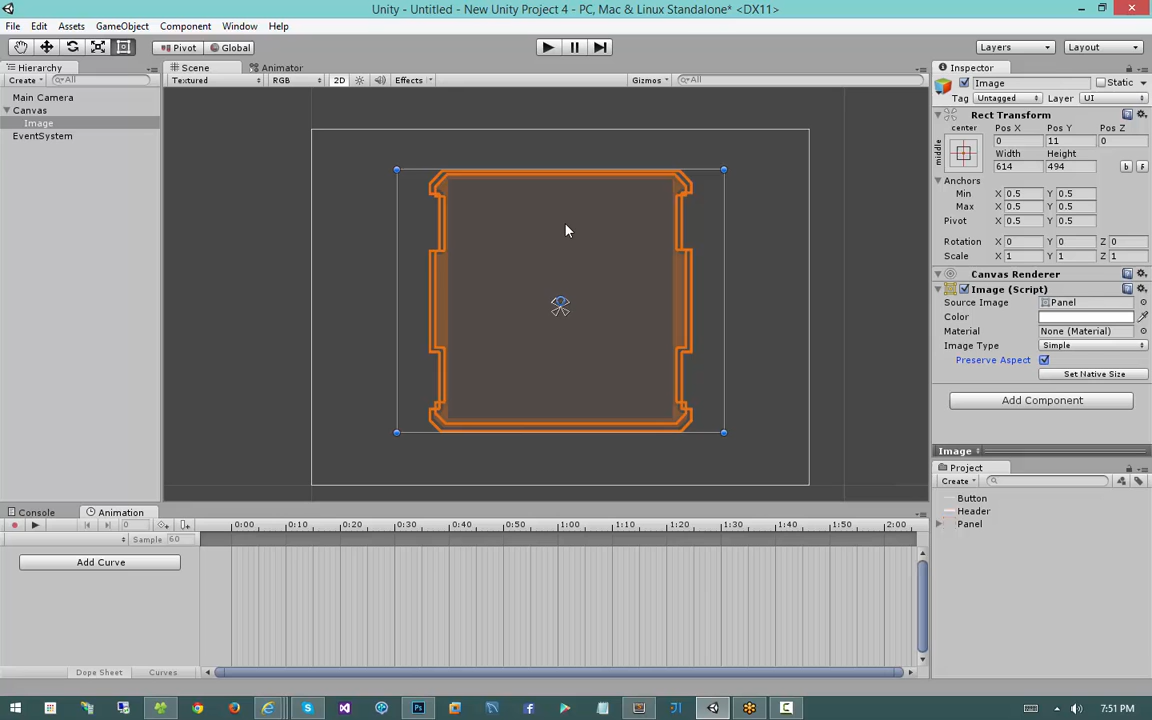 Unity - Untitled - New Unity Project 4 - PC, Mac & Linux Standalone* <DX11>
File Edit Assets GameObject Component Window Help
Pivot Global Layers Layout
Hierarchy Scene Animator Inspector
Create All Textured RGB 2D Effects Gizmos All Image Static
Main Camera Tag Untagged Layer UI
Canvas Rect Transform
Image center Pos X Pos Y Pos Z
EventSystem 0 11 0
middle Width Height
614 494
Anchors
Min X 0.5 Y 0.5
Max X 0.5 Y 0.5
Pivot X 0.5 Y 0.5
Rotation X 0 Y 0 Z 0
Scale X 1 Y 1 Z 1
Canvas Renderer
Image (Script)
Source Image Panel
Color
Material None (Material)
Image Type Simple
Preserve Aspect
Set Native Size
Add Component
Image
Project
Create
Button
Header
Panel
Console Animation
0 0:00 0:10 0:20 0:30 0:40 0:50 1:00 1:10 1:20 1:30 1:40 1:50 2:00
Sample 60
Add Curve
Dope Sheet Curves
7:51 PM